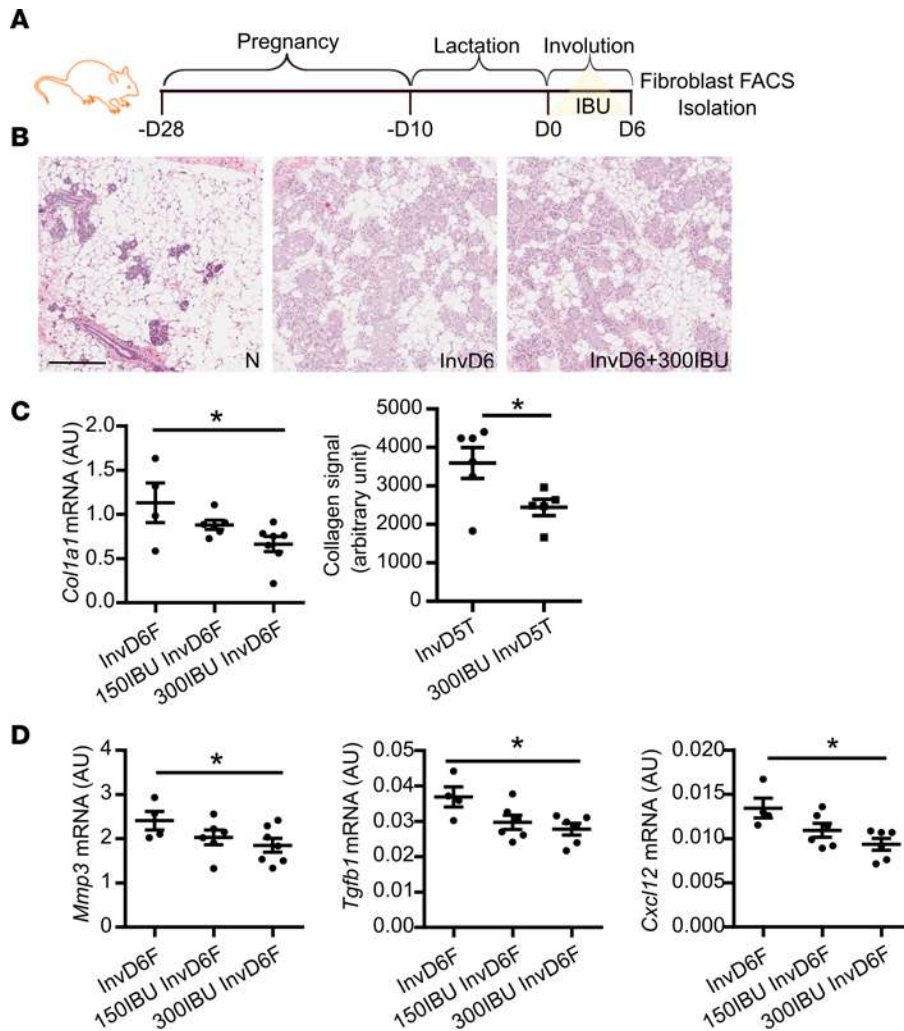 A
Pregnancy
Lactation
Involution
IBU
Fibroblast FACS
Isolation
-D28
-D10
D0
D6
B
N
InvD6
InvD6+300IBU
C
*
Col1a1 mRNA (AU)
2.0
1.5
1.0
0.5
0.0
InvD6F
150IBU InvD6F
300IBU InvD6F
*
Collagen signal
(arbitrary unit)
5000
4000
3000
2000
1000
0
InvD5T
300IBU InvD5T
D
*
Mmp3 mRNA (AU)
4
3
2
1
0
InvD6F
150IBU InvD6F
300IBU InvD6F
*
Tgfb1 mRNA (AU)
0.05
0.04
0.03
0.02
0.01
0.00
InvD6F
150IBU InvD6F
300IBU InvD6F
*
Cxcl12 mRNA (AU)
0.020
0.015
0.010
0.005
0.000
InvD6F
150IBU InvD6F
300IBU InvD6F